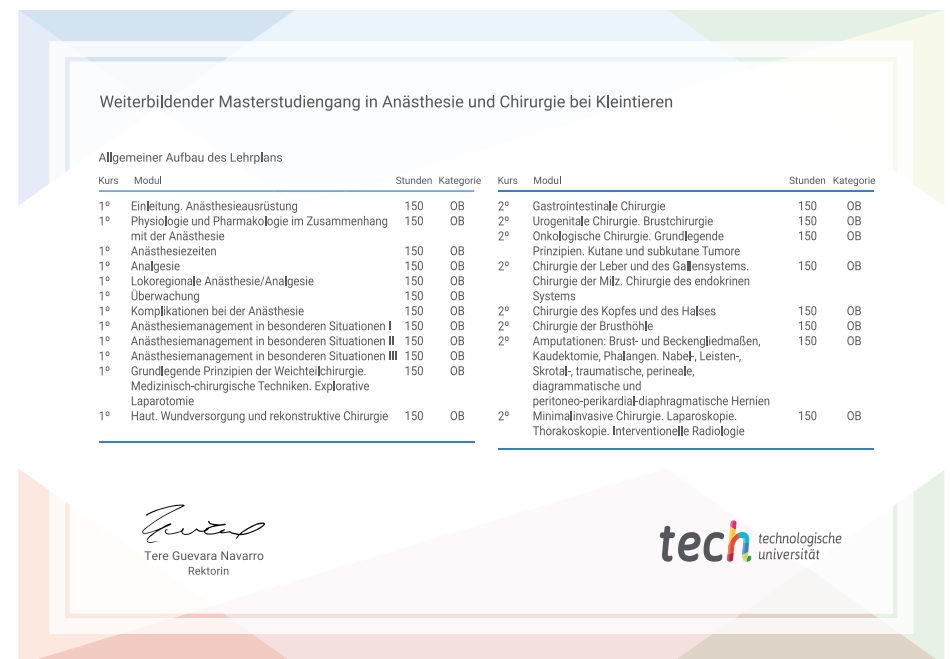 Weiterbildender Masterstudiengang in Anästhesie und Chirurgie bei Kleintieren
Allgemeiner Aufbau des Lehrplans
Kurs Modul Stunden Kategorie
1º Einleitung. Anästhesieausrüstung 150 OB
1º Physiologie und Pharmakologie im Zusammenhang 150 OB
mit der Anästhesie
1º Anästhesiezeiten 150 OB
1º Analgesie 150 OB
1º Lokoregionale Anästhesie/Analgesie 150 OB
1º Überwachung 150 OB
1º Komplikationen bei der Anästhesie 150 OB
1º Anästhesiemanagement in besonderen Situationen I 150 OB
1º Anästhesiemanagement in besonderen Situationen II 150 OB
1º Anästhesiemanagement in besonderen Situationen III 150 OB
1º Grundlegende Prinzipien der Weichteilchirurgie. 150 OB
Medizinisch-chirurgische Techniken. Explorative
Laparotomie
1º Haut. Wundversorgung und rekonstruktive Chirurgie 150 OB
Kurs Modul Stunden Kategorie
2º Gastrointestinale Chirurgie 150 OB
2º Urogenitale Chirurgie. Brustchirurgie 150 OB
2º Onkologische Chirurgie. Grundlegende 150 OB
Prinzipien. Kutane und subkutane Tumore
2º Chirurgie der Leber und des Gallensystems. 150 OB
Chirurgie der Milz. Chirurgie des endokrinen
Systems
2º Chirurgie des Kopfes und des Halses 150 OB
2º Chirurgie der Brusthöhle 150 OB
2º Amputationen: Brust- und Beckengliedmaßen, 150 OB
Kaudektomie, Phalangen. Nabel-, Leisten-,
Skrotal-, traumatische, perineale,
diagrammatische und
peritoneo-perikardial-diaphragmatische Hernien
2º Minimalinvasive Chirurgie. Laparoskopie. 150 OB
Thorakoskopie. Interventionelle Radiologie
Tere Guevara Navarro
Rektorin
tech technologische
universität